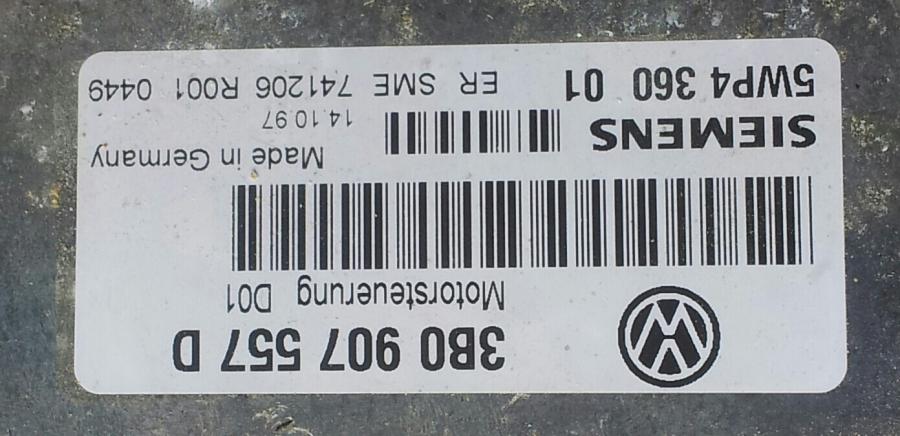 3B0 907 557 D
Motorsteuerung D01
SIEMENS
Made in Germany
14.10.97
5WP4 360 01 ER SME 741206 R001 0449